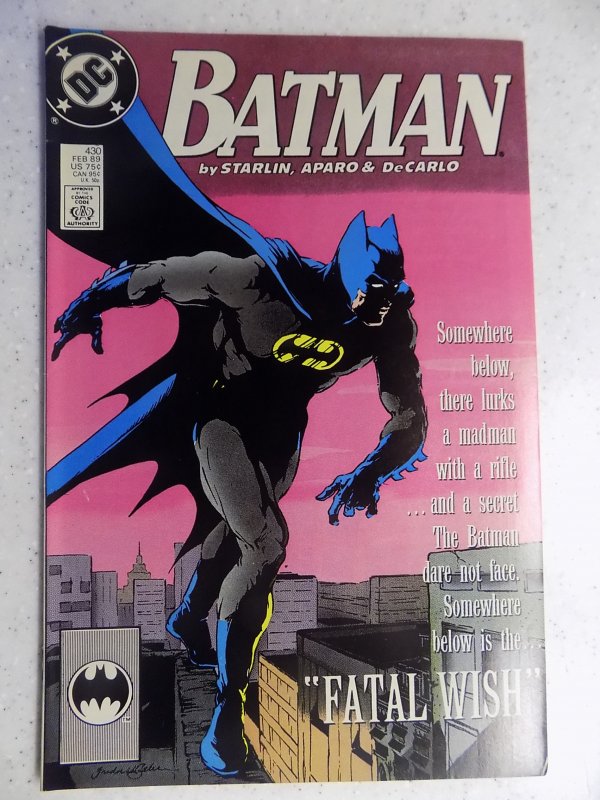 DC
®
BATMAN
by STARLIN, APARO & DeCARLO
430
FEB 89
US 75¢
CAN 95¢
U.K. 50p
APPROVED
BY THE
COMICS
CODE
AUTHORITY
Somewhere
below,
there lurks
a madman
with a rifle
...and a secret
The Batman
dare not face.
Somewhere
below is the...
"FATAL WISH"
TM